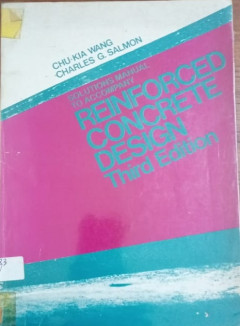 CHU-KIA WANG
CHARLES G. SALMON
SOLUTIONS MANUAL
TO ACCOMPANY
REINFORCED
CONCRETE
DESIGN
Third Edition